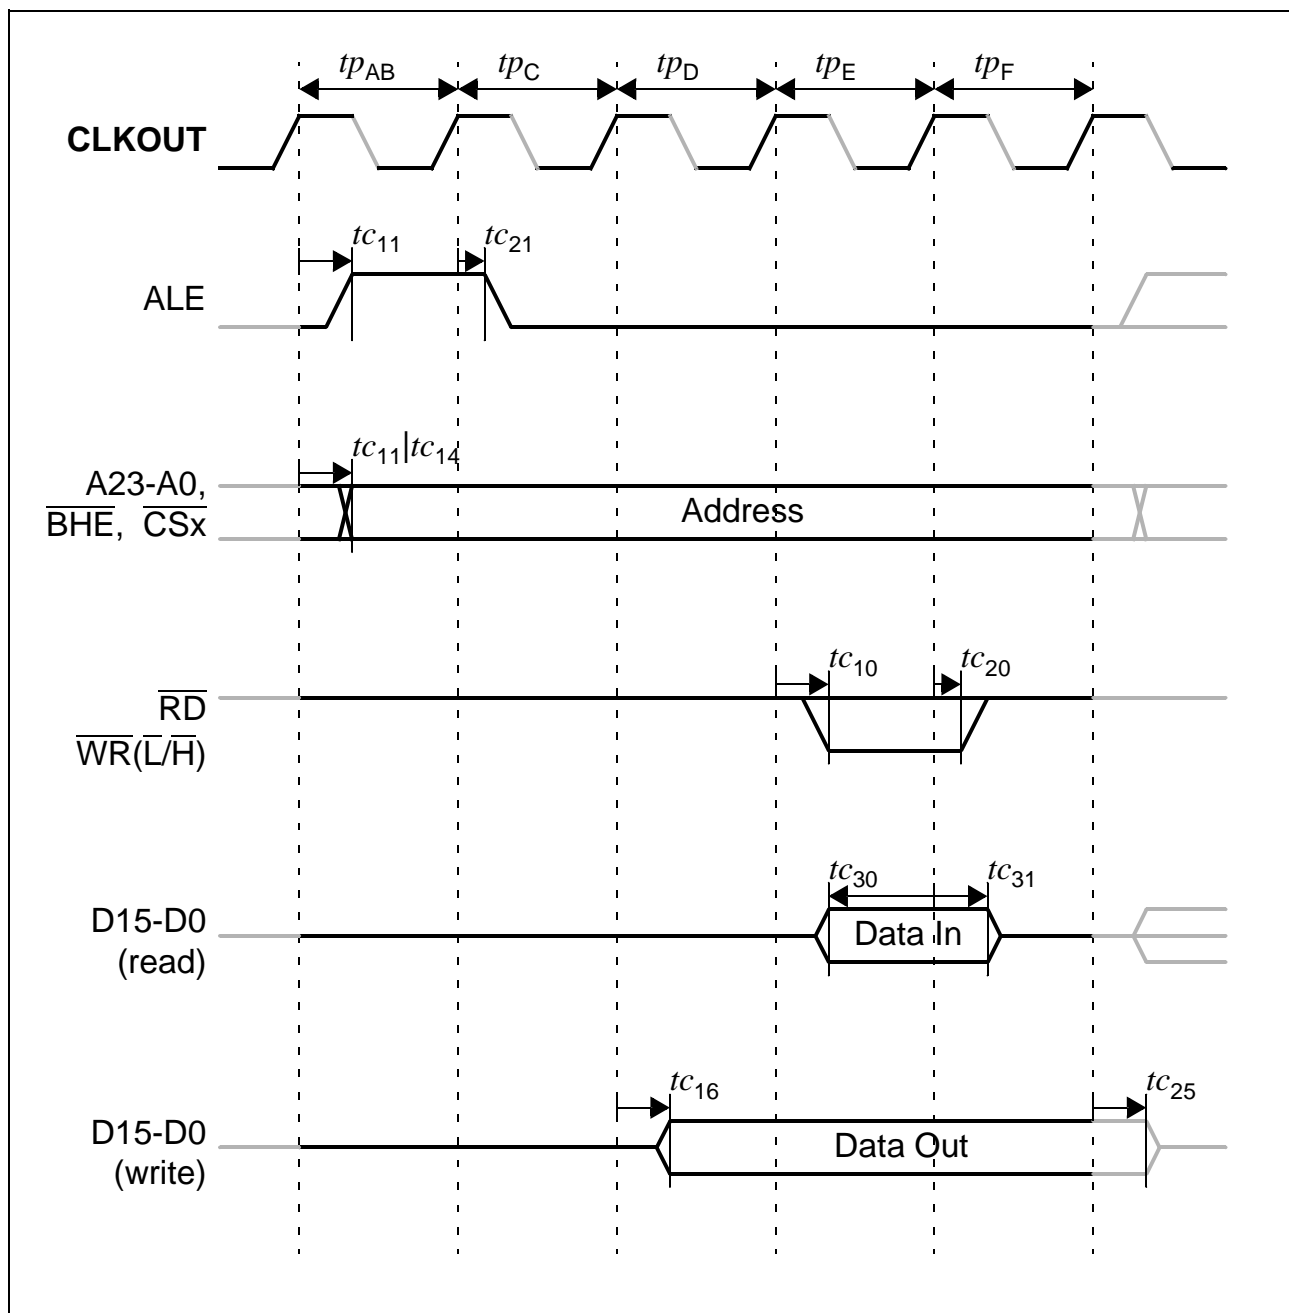 tpAB tpC tpD tpE tpF
CLKOUT
tc11 tc21
ALE
tc11|tc14
A23-A0,
BHE, CSx
Address
tc10 tc20
RD
WR(L/H)
tc30 tc31
D15-D0
(read)
Data In
tc16 tc25
D15-D0
(write)
Data Out